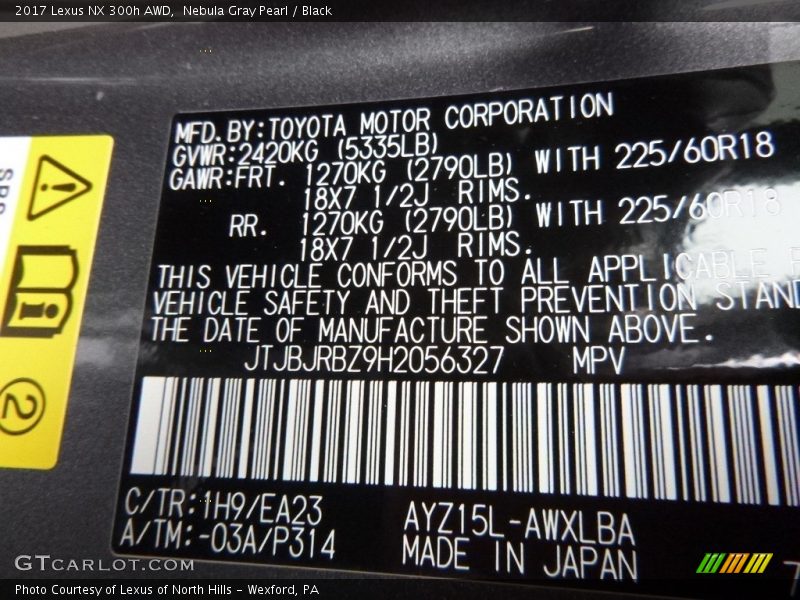 2017 Lexus NX 300h AWD,  Nebula Gray Pearl / Black
MFD.BY:TOYOTA MOTOR CORPORATION
GVWR:2420KG (5335LB)
GAWR:FRT. 1270KG (2790LB) WITH 225/60R18
18X7 1/2J RIMS.
RR. 1270KG (2790LB) WITH 225/60R18
18X7 1/2J RIMS.
THIS VEHICLE CONFORMS TO ALL APPLICABLE
VEHICLE SAFETY AND THEFT PREVENTION STAND
THE DATE OF MANUFACTURE SHOWN ABOVE.
JTJBJRBZ9H2056327 MPV
C/TR:1H9/EA23
A/TM:-03A/P314
AYZ15L-AWXLBA
MADE IN JAPAN
SRS
2
GTCARLOT.COM
Photo Courtesy of Lexus of North Hills - Wexford, PA